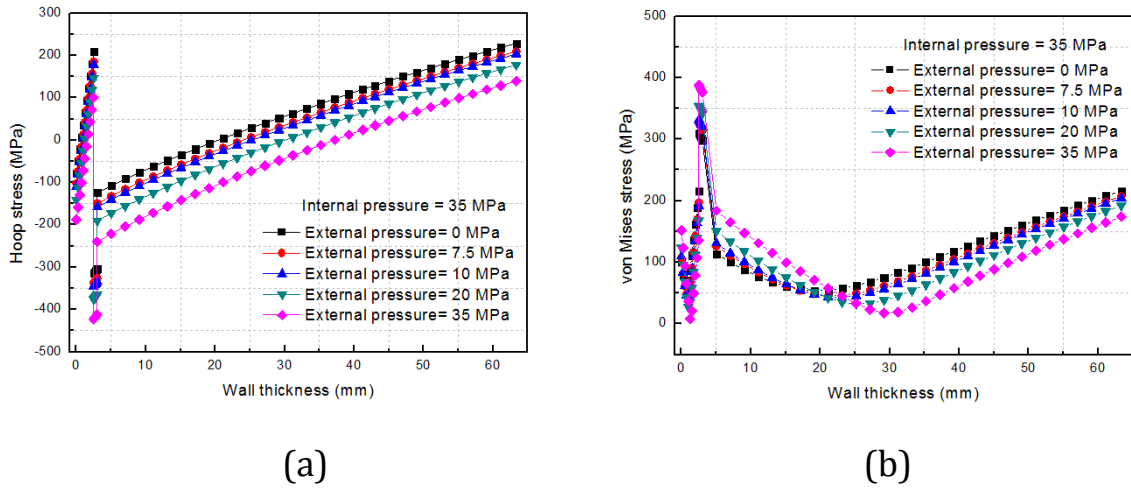 300
200
100
0
-100
-200
-300
-400
-500
Hoop stress (MPa)
Internal pressure = 35 MPa
External pressure= 0 MPa
External pressure= 7.5 MPa
External pressure= 10 MPa
External pressure= 20 MPa
External pressure= 35 MPa
0 10 20 30 40 50 60
Wall thickness (mm)
(a)
500
400
300
200
100
0
von Mises stress (MPa)
Internal pressure = 35 MPa
External pressure= 0 MPa
External pressure= 7.5 MPa
External pressure= 10 MPa
External pressure= 20 MPa
External pressure= 35 MPa
0 10 20 30 40 50 60
Wall thickness (mm)
(b)